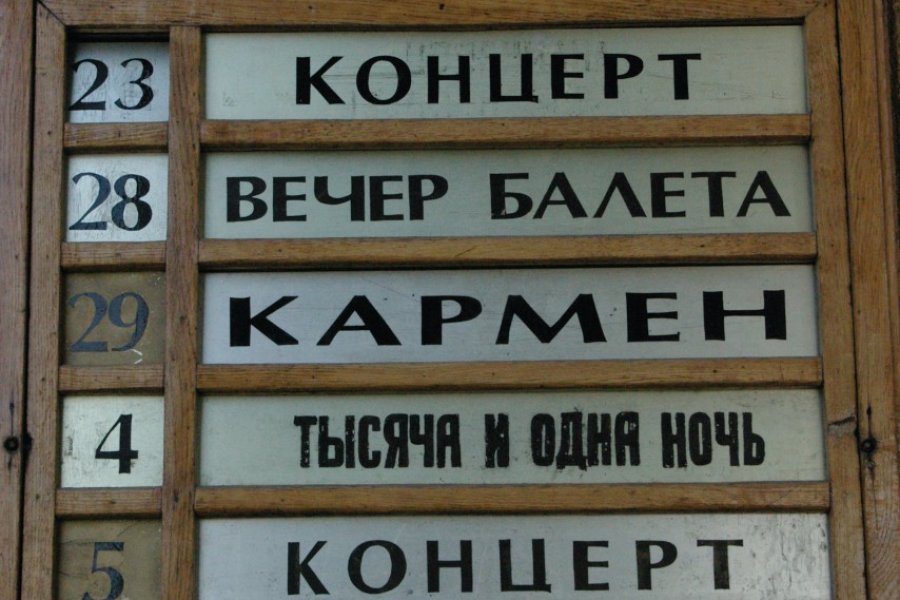 23 КОНЦЕРТ
28 ВЕЧЕР БАЛЕТА
29 КАРМЕН
4 ТЫСЯЧА И ОДНА НОЧЬ
5 КОНЦЕРТ